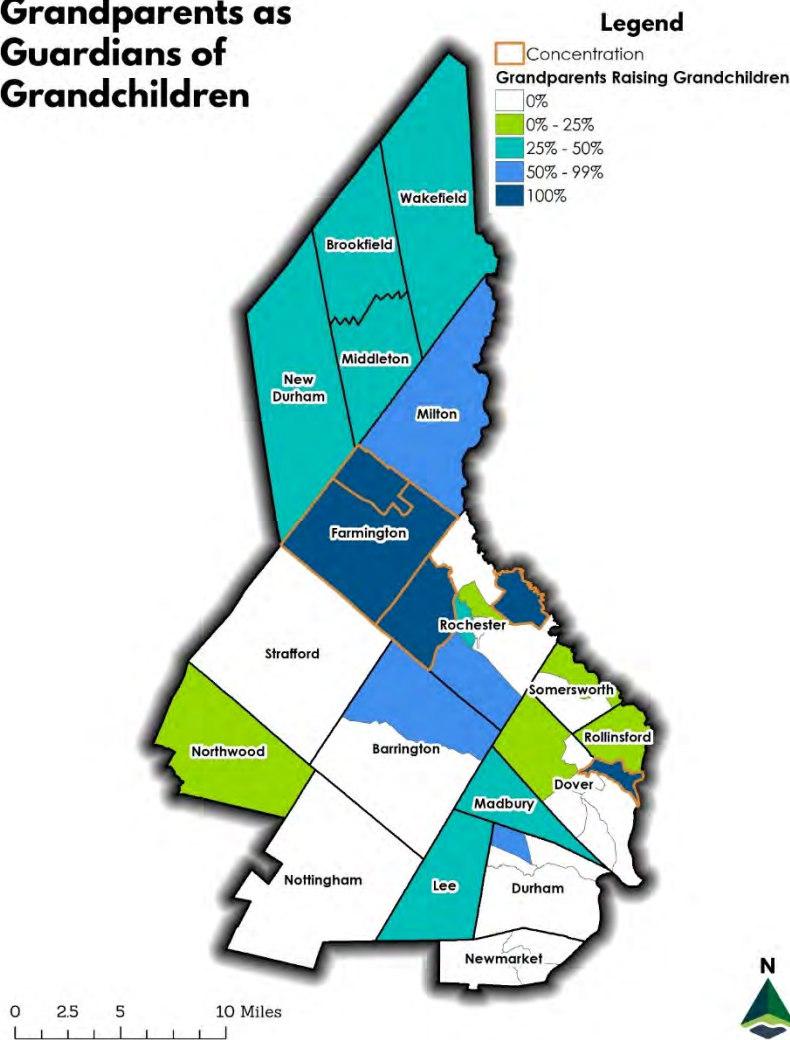 Grandparents as
Guardians of
Grandchildren
Legend
Concentration
Grandparents Raising Grandchildren
0%
0% - 25%
25% - 50%
50% - 99%
100%
Wakefield
Brookfield
Middleton
New
Durham
Milton
Farmington
Rochester
Strafford
Somersworth
Rollinsford
Northwood
Barrington
Dover
Madbury
Nottingham
Lee
Durham
Newmarket
N
0 2.5 5 10 Miles